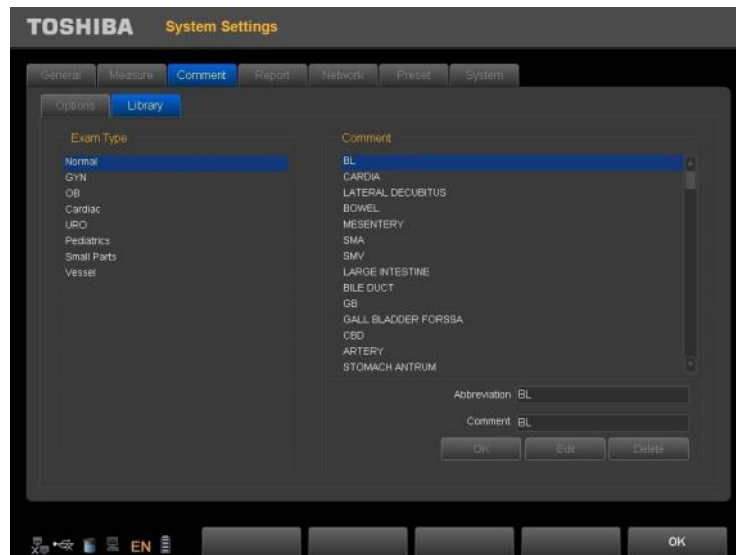 TOSHIBA System Settings
General Measure Comment Report Network Preset System
Options Library
Exam Type
Normal
GYN
OB
Cardiac
URO
Pediatrics
Small Parts
Vessel
Comment
BL
CARDIA
LATERAL DECUBITUS
BOWEL
MESENTERY
SMA
SMV
LARGE INTESTINE
BILE DUCT
GB
GALL BLADDER FORSSA
CBD
ARTERY
STOMACH ANTRUM
Abbreviation BL
Comment BL
OK Edit Delete
EN OK